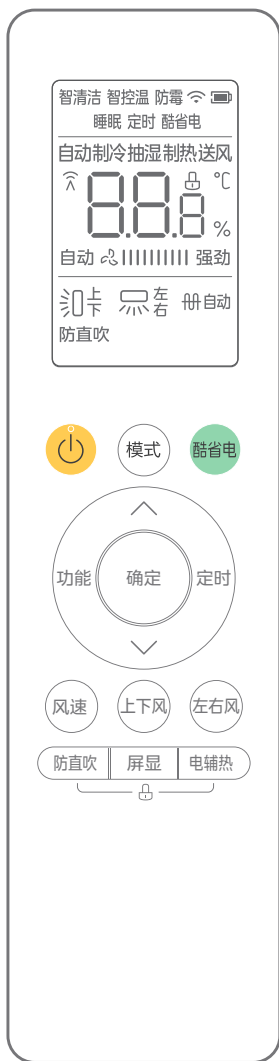 智清洁 智控温 防霉
睡眠 定时 酷省电
自动制冷抽湿制热送风
88.8 ℃
%
自动 强劲
上下 左右 自动
防直吹
模式 酷省电
功能 确定 定时
风速 上下风 左右风
防直吹 屏显 电辅热